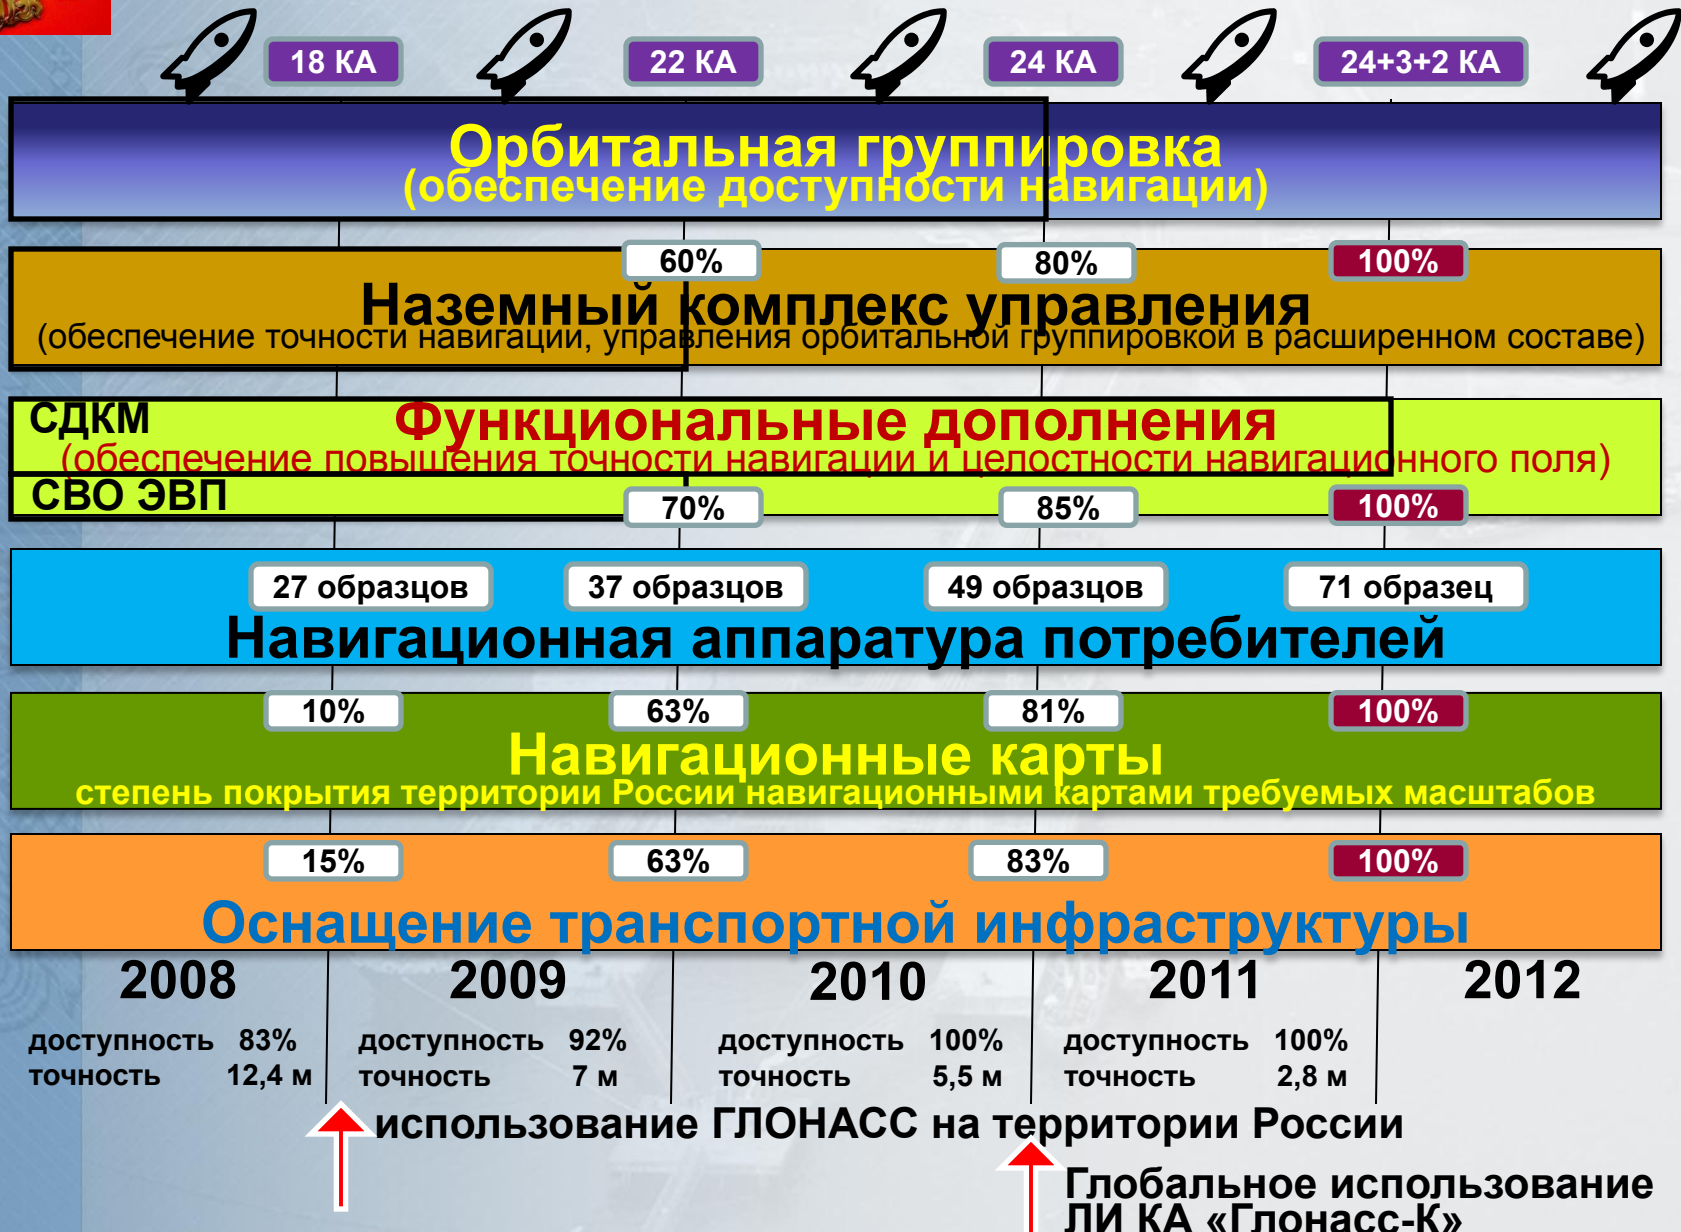 18 КА 22 КА 24 КА 24+3+2 КА
Орбитальная группировка
(обеспечение доступности навигации)
60% 80% 100%
Наземный комплекс управления
(обеспечение точности навигации, управления орбитальной группировкой в расширенном составе)
СДКМ Функциональные дополнения
(обеспечение повышения точности навигации и целостности навигационного поля)
СВО ЭВП 70% 85% 100%
27 образцов 37 образцов 49 образцов 71 образец
Навигационная аппаратура потребителей
10% 63% 81% 100%
Навигационные карты
степень покрытия территории России навигационными картами требуемых масштабов
15% 63% 83% 100%
Оснащение транспортной инфраструктуры
2008 2009 2010 2011 2012
доступность 83% доступность 92% доступность 100% доступность 100%
точность 12,4 м точность 7 м точность 5,5 м точность 2,8 м
использование ГЛОНАСС на территории России
Глобальное использование
ЛИ КА «Глонасс-К»